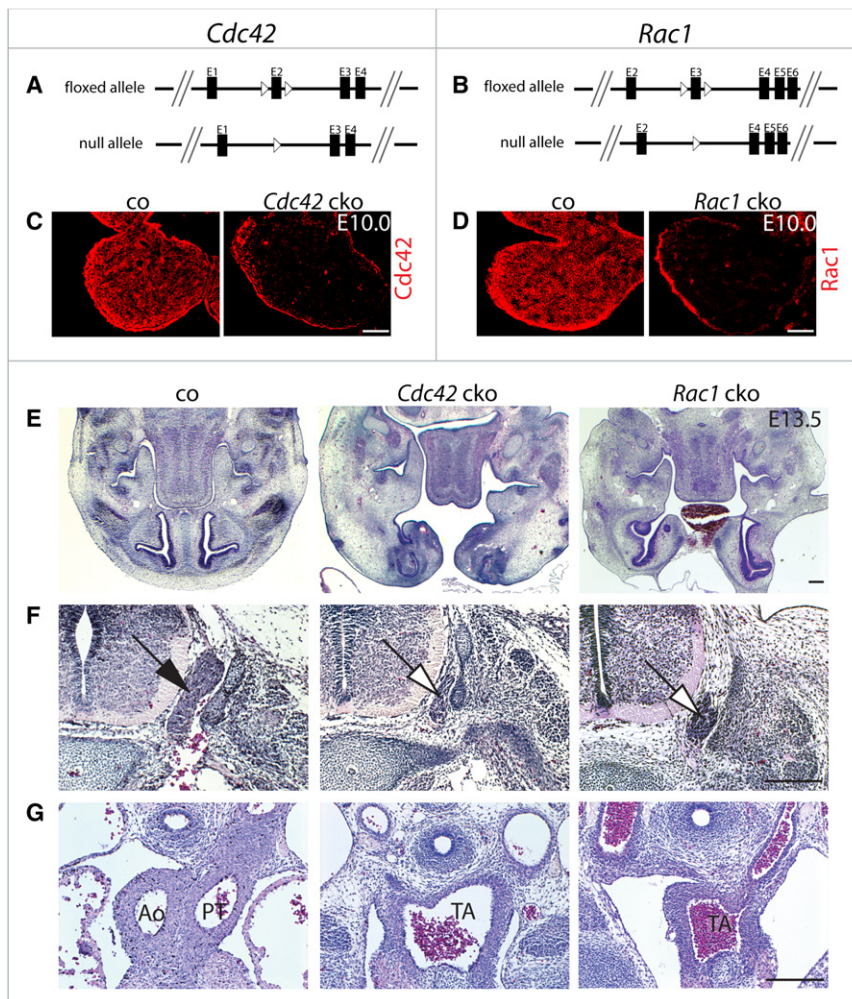 Cdc42
Rac1
A
floxed allele
E1
E2
E3
E4
null allele
E1
E3
E4
B
floxed allele
E2
E3
E4
E5
E6
null allele
E2
E4
E5
E6
C
co
Cdc42 cko
E10.0
Cdc42
D
co
Rac1 cko
E10.0
Rac1
co
Cdc42 cko
Rac1 cko
E
E13.5
F
G
Ao
PT
TA
TA